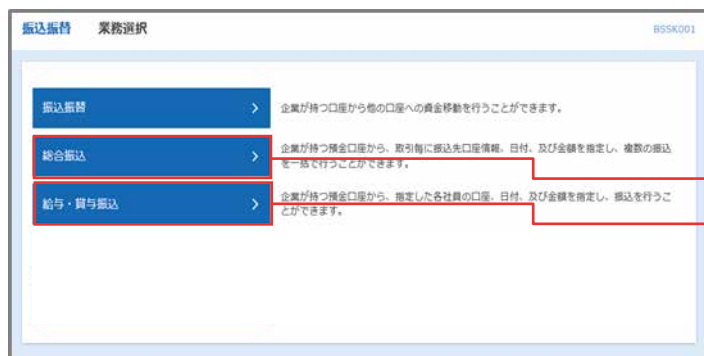 振込振替 業務選択 BSSK001
振込振替 企業が持つ口座から他の口座への資金移動を行うことができます。
総合振込 企業が持つ預金口座から、取引毎に振込先口座情報、日付、及び金額を指定し、複数の振込
を一括で行うことができます。
給与・賞与振込 企業が持つ預金口座から、指定した各社員の口座、日付、及び金額を指定し、振込を行うこ
とができます。